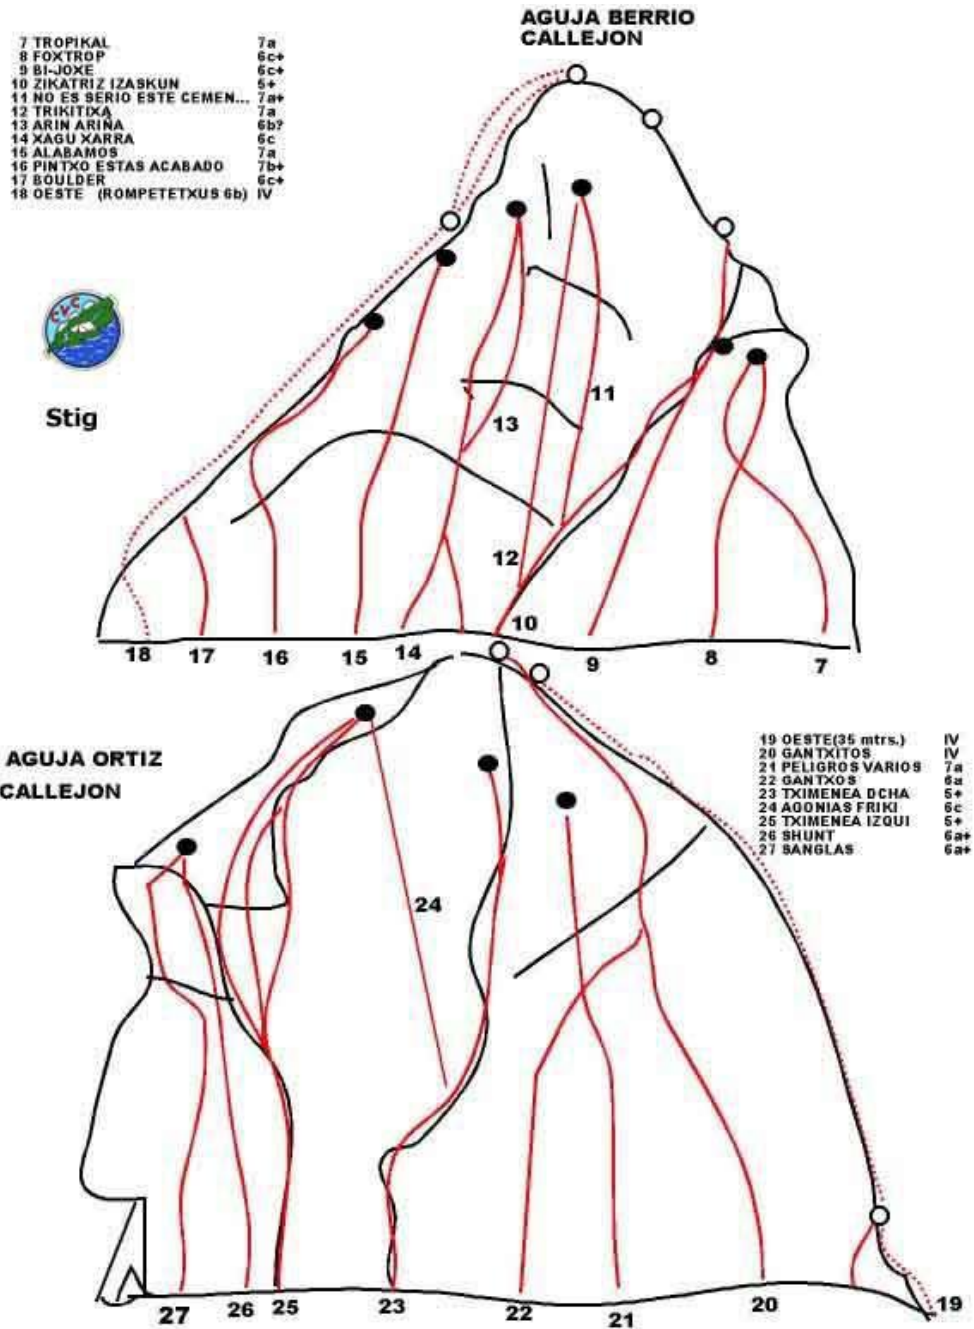 AGUJA BERRIO
CALLEJON
7 TROPIKAL 7a
8 FOXTROP 6c+
9 BI-JOXE 6c+
10 ZIKATRIZ IZASKUN 5+
11 NO ES SERIO ESTE CEMEN... 7a+
12 TRIKITIXA 7a
13 ARIN ARIÑA 6b?
14 XAGU XARRA 6c
15 ALABAMOS 7a
16 PINTXO ESTAS ACABADO 7b+
17 BOULDER 6c+
18 OESTE (ROMPETETXUS 6b) IV
CVC
Stig
11
13
12
10
18 17 16 15 14 9 8 7
AGUJA ORTIZ
CALLEJON
19 OESTE(35 mtrs.) IV
20 GANTXITOS IV
21 PELIGROS VARIOS 7a
22 GANTXOS 6a
23 TXIMENEA DCHA 5+
24 AGONIAS FRIKI 6c
25 TXIMENEA IZQUI 5+
26 SHUNT 6a+
27 SANGLAS 6a+
24
27 26 25 23 22 21 20 19